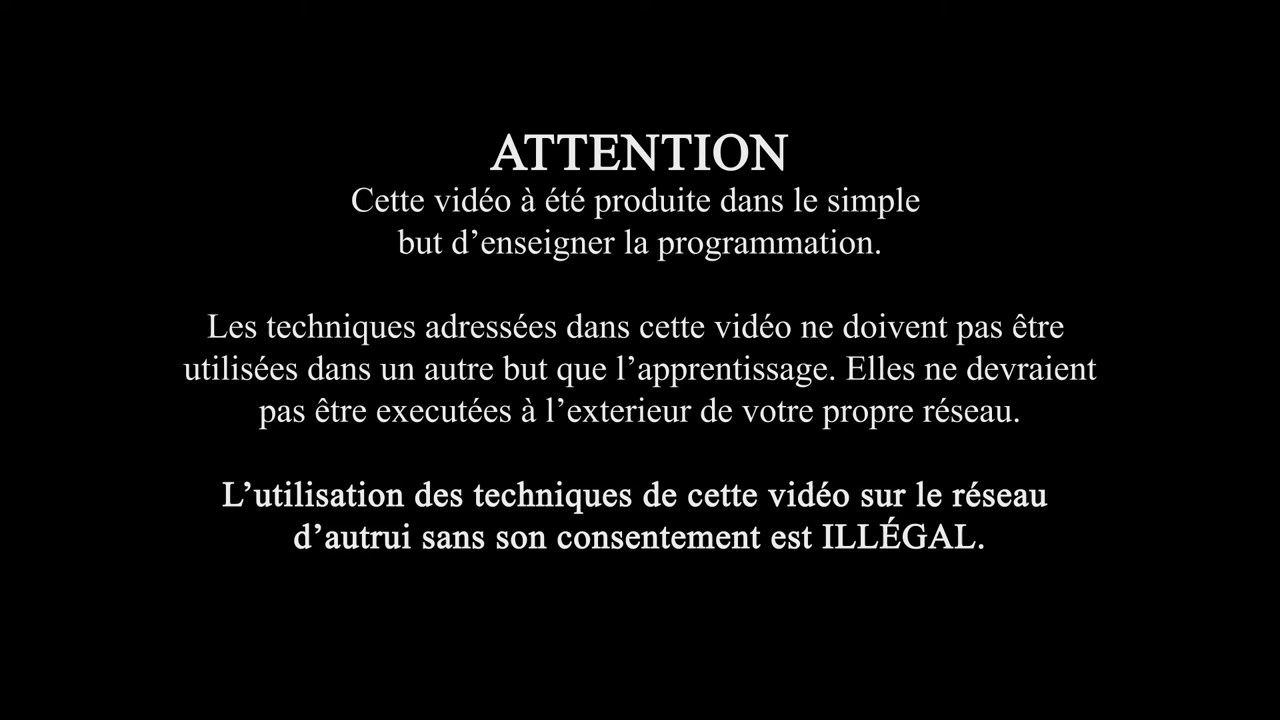 ATTENTION
Cette vidéo à été produite dans le simple
but d’enseigner la programmation.
Les techniques adressées dans cette vidéo ne doivent pas être
utilisées dans un autre but que l’apprentissage. Elles ne devraient
pas être executées à l’exterieur de votre propre réseau.
L’utilisation des techniques de cette vidéo sur le réseau
d’autrui sans son consentement est ILLÉGAL.